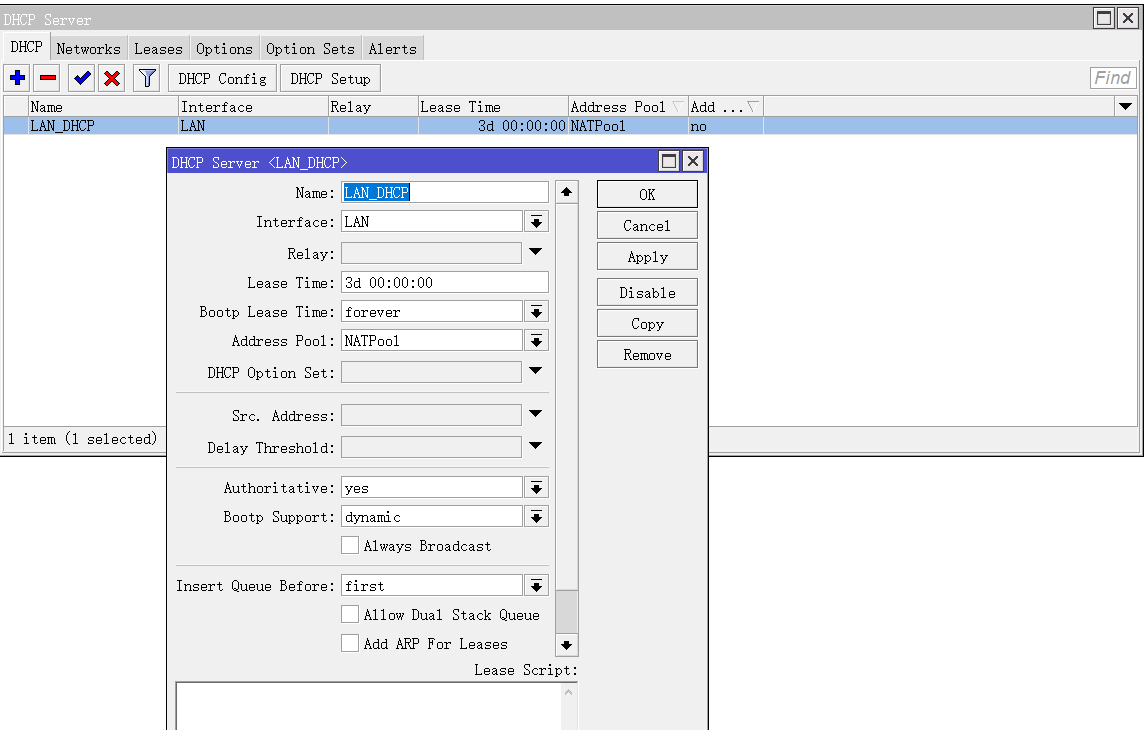 DHCP Server
DHCP Networks Leases Options Option Sets Alerts
DHCP Config DHCP Setup Find
Name Interface Relay Lease Time Address Pool Add ...
LAN_DHCP LAN 3d 00:00:00 NATPool no
DHCP Server <LAN_DHCP>
Name: LAN_DHCP OK
Interface: LAN Cancel
Relay: Apply
Lease Time: 3d 00:00:00 Disable
Bootp Lease Time: forever Copy
Address Pool: NATPool Remove
DHCP Option Set:
Src. Address:
1 item (1 selected)
Delay Threshold:
Authoritative: yes
Bootp Support: dynamic
Always Broadcast
Insert Queue Before: first
Allow Dual Stack Queue
Add ARP For Leases
Lease Script: